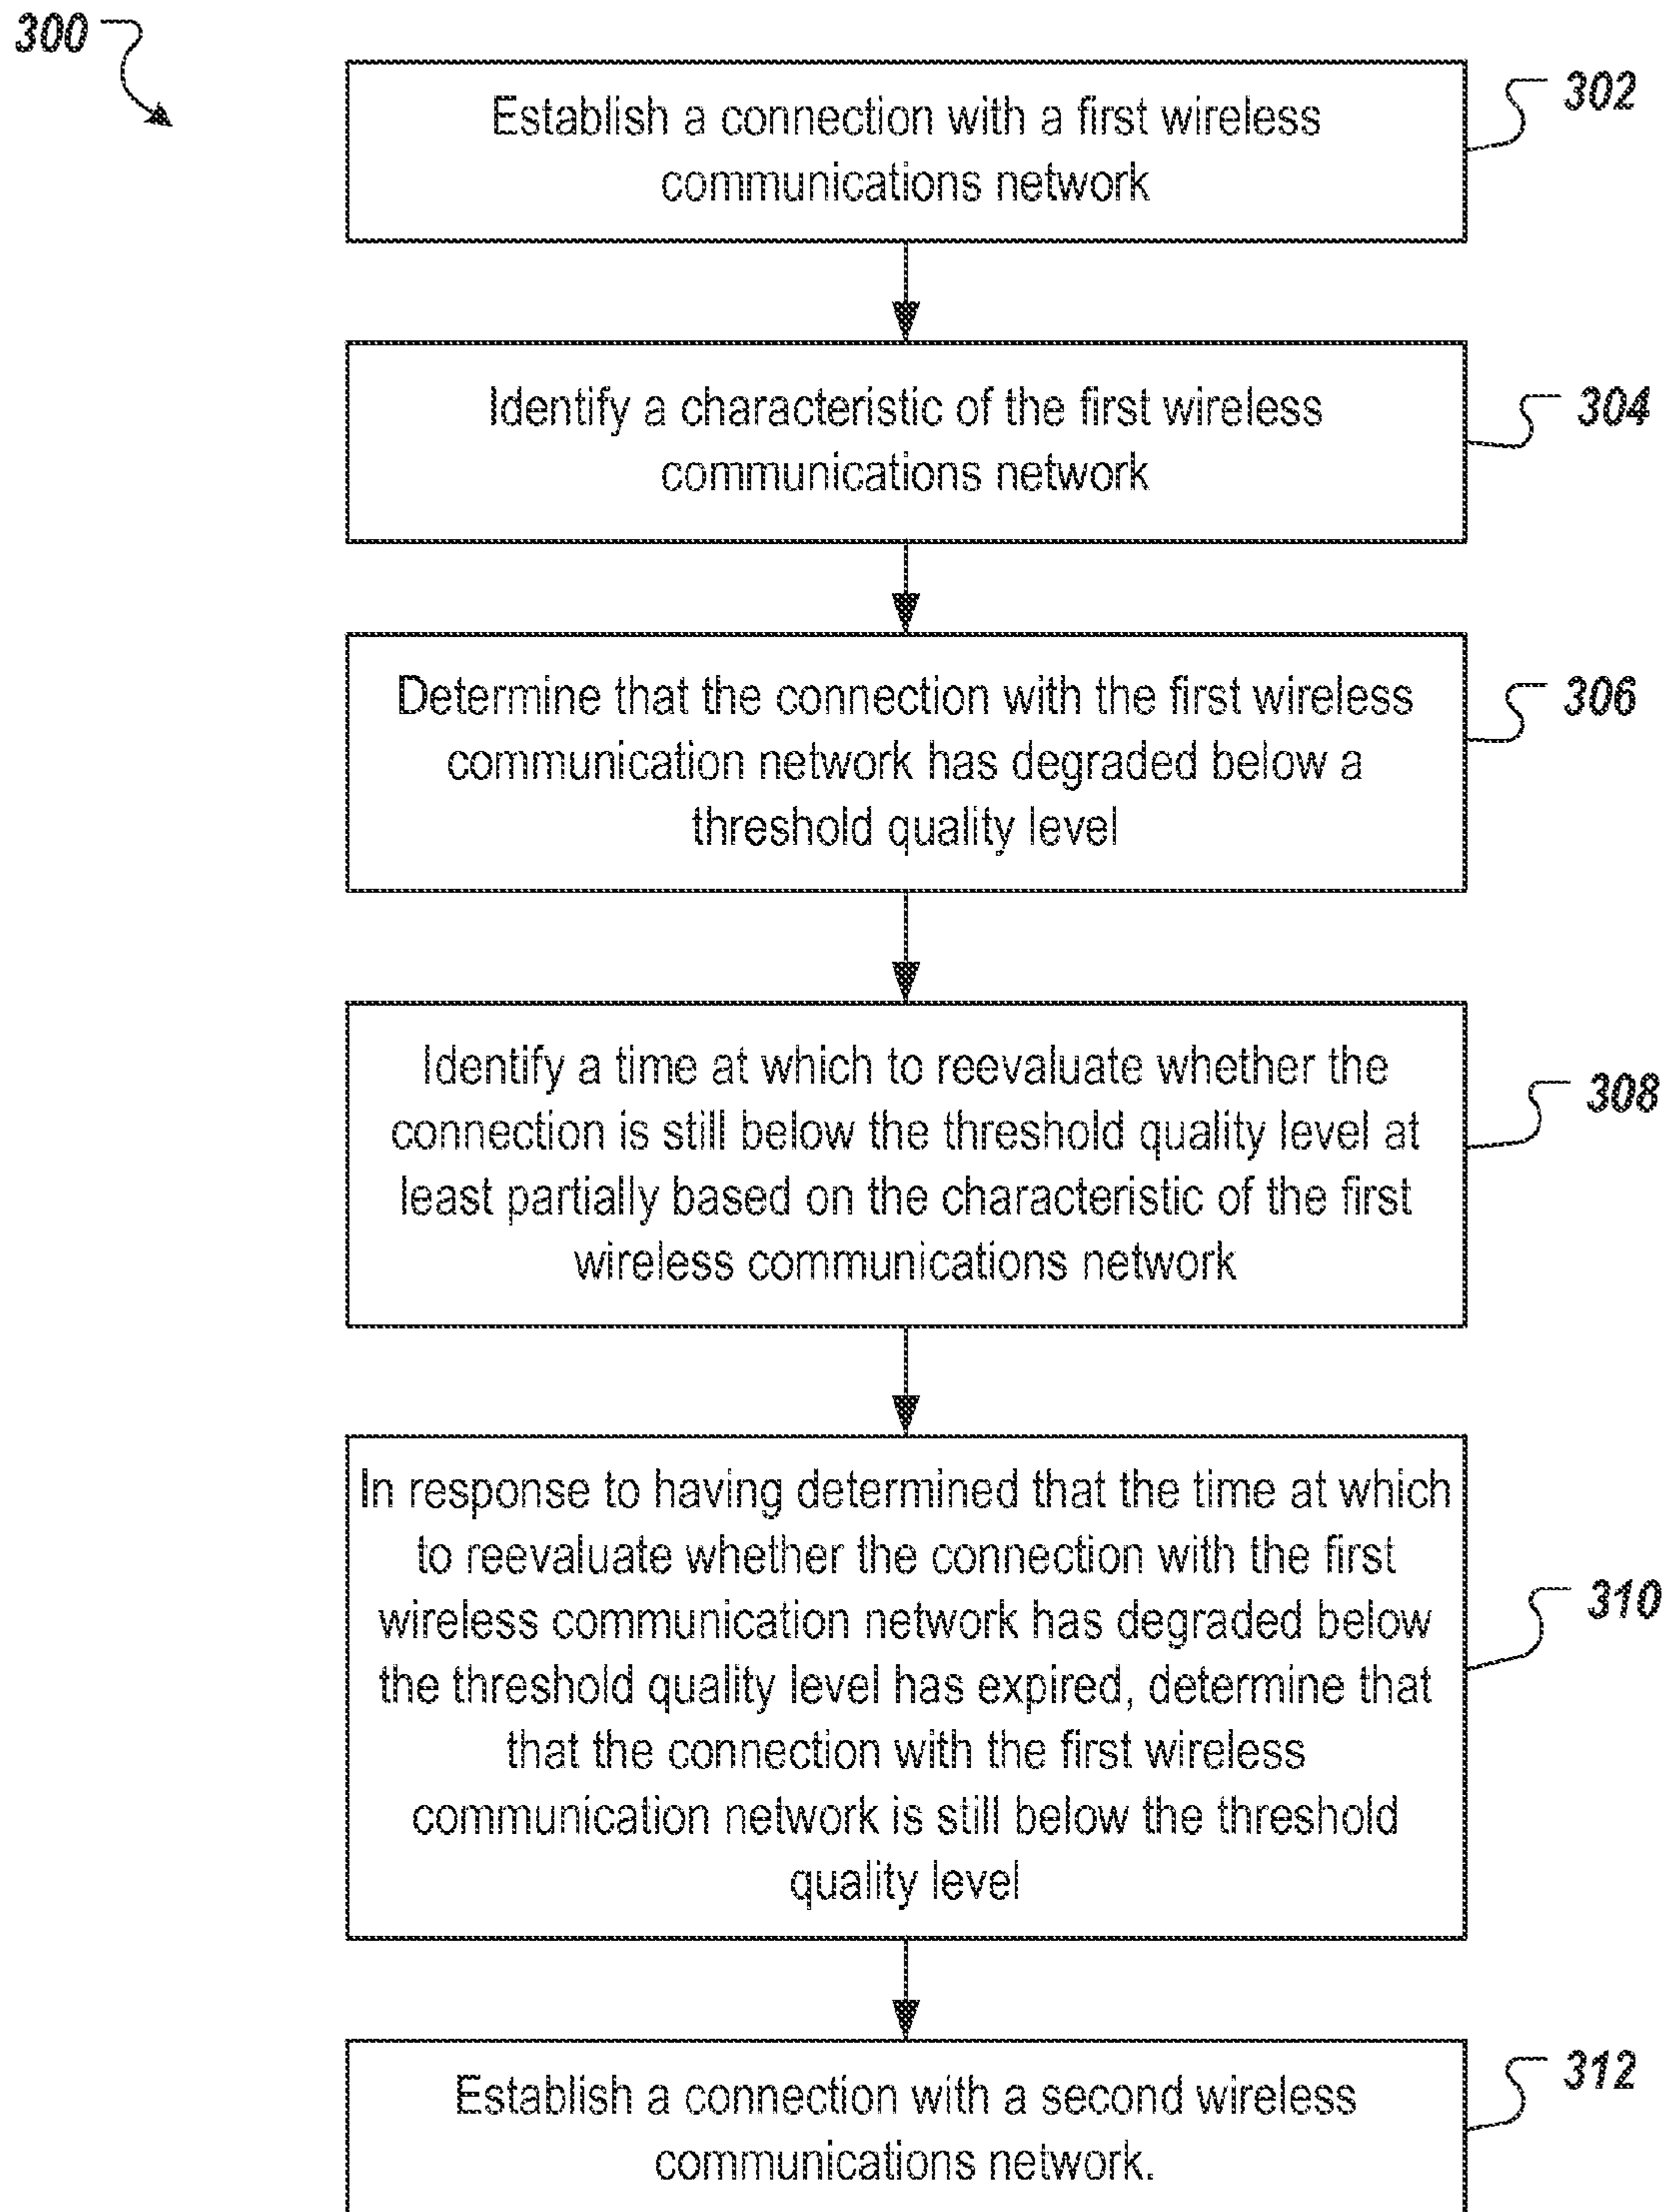 300
Establish a connection with a first wireless
communications network
302
Identify a characteristic of the first wireless
communications network
304
Determine that the connection with the first wireless
communication network has degraded below a
threshold quality level
306
Identify a time at which to reevaluate whether the
connection is still below the threshold quality level at
least partially based on the characteristic of the first
wireless communications network
308
In response to having determined that the time at which
to reevaluate whether the connection with the first
wireless communication network has degraded below
the threshold quality level has expired, determine that
that the connection with the first wireless
communication network is still below the threshold
quality level
310
Establish a connection with a second wireless
communications network.
312